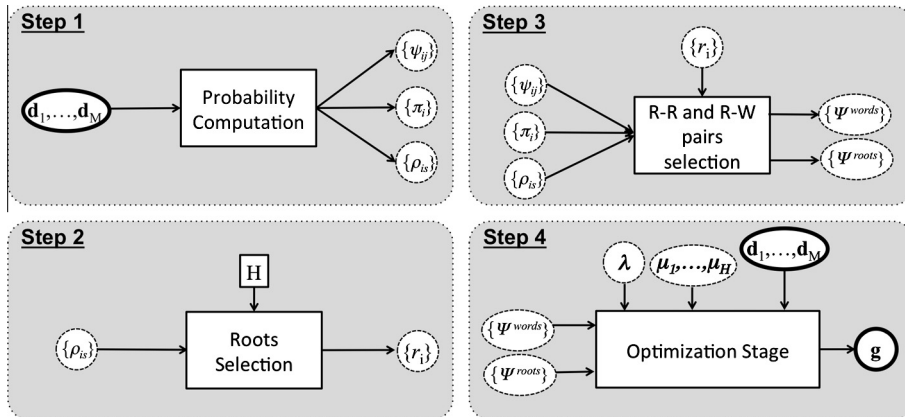 Step 1
{ψij}
d1,...,dM
Probability
Computation
{πi}
{ρis}
Step 3
{ri}
{ψij}
{πi}
{ρis}
R-R and R-W
pairs
selection
{Ψwords}
{Ψroots}
Step 2
H
{ρis}
Roots
Selection
{ri}
Step 4
λ
μ1,...,μH
d1,...,dM
{Ψwords}
{Ψroots}
Optimization Stage
g